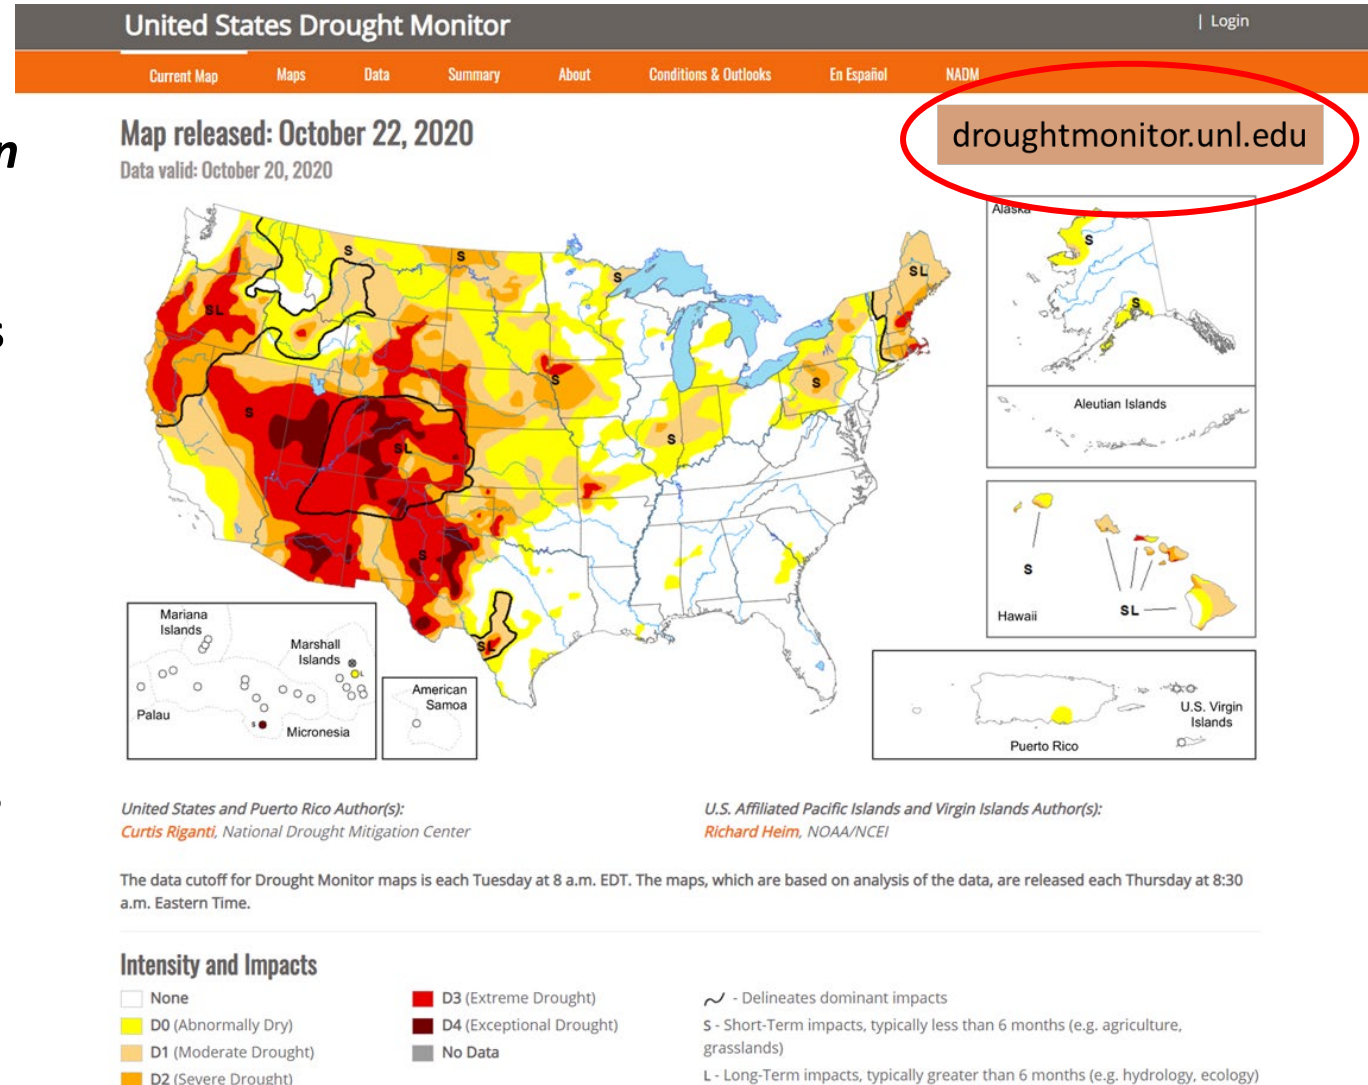 United States Drought Monitor
| Login
Current Map Maps Data Summary About Conditions & Outlooks En Español NADM
Map released: October 22, 2020
droughtmonitor.unl.edu
n
Data valid: October 20, 2020
Alaska
S
S
S
S
S
SL
S
SL
s
S
S
Aleutian Islands
S
S
SL
S
S
S
SL
Hawaii
SL
Mariana
Islands
Marshall
Islands
L
Palau
S
Micronesia
American
Samoa
U.S. Virgin
Islands
Puerto Rico
United States and Puerto Rico Author(s):
Curtis Riganti, National Drought Mitigation Center
U.S. Affiliated Pacific Islands and Virgin Islands Author(s):
Richard Heim, NOAA/NCEI
The data cutoff for Drought Monitor maps is each Tuesday at 8 a.m. EDT. The maps, which are based on analysis of the data, are released each Thursday at 8:30
a.m. Eastern Time.
Intensity and Impacts
None
D0 (Abnormally Dry)
D1 (Moderate Drought)
D2 (Severe Drought)
D3 (Extreme Drought)
D4 (Exceptional Drought)
No Data
- Delineates dominant impacts
S - Short-Term impacts, typically less than 6 months (e.g. agriculture,
grasslands)
L - Long-Term impacts, typically greater than 6 months (e.g. hydrology, ecology)